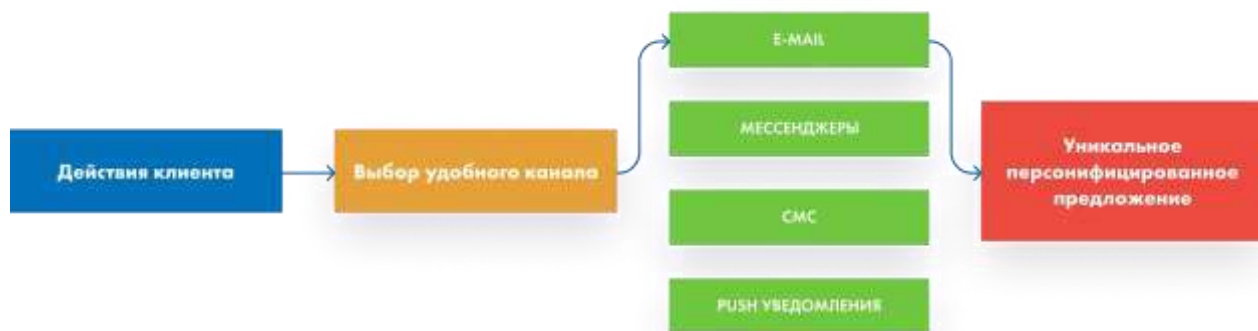 Действия клиента
Выбор удобного канала
E-MAIL
МЕССЕНДЖЕРЫ
СМС
PUSH УВЕДОМЛЕНИЯ
Уникальное
персонифицированное
предложение